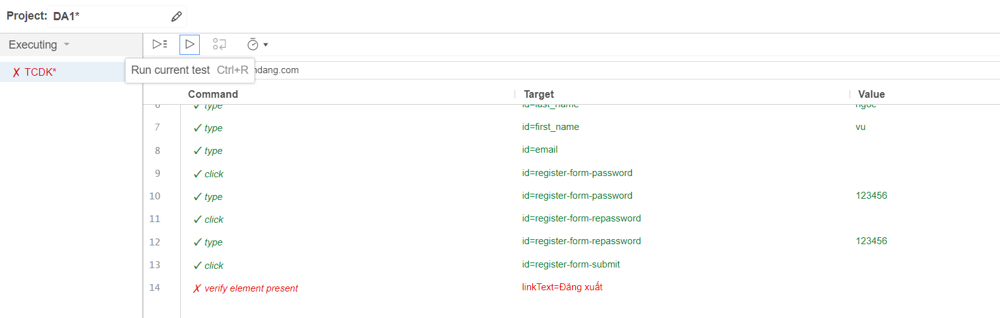 Project: DA1*
Executing
✗ TCDK*
Run current test Ctrl+R
ndang.com
Command Target Value
6 ✓ type id=last_name ngoc
7 ✓ type id=first_name vu
8 ✓ type id=email
9 ✓ click id=register-form-password
10 ✓ type id=register-form-password 123456
11 ✓ click id=register-form-repassword
12 ✓ type id=register-form-repassword 123456
13 ✓ click id=register-form-submit
14 ✗ verify element present linkText=Đăng xuất